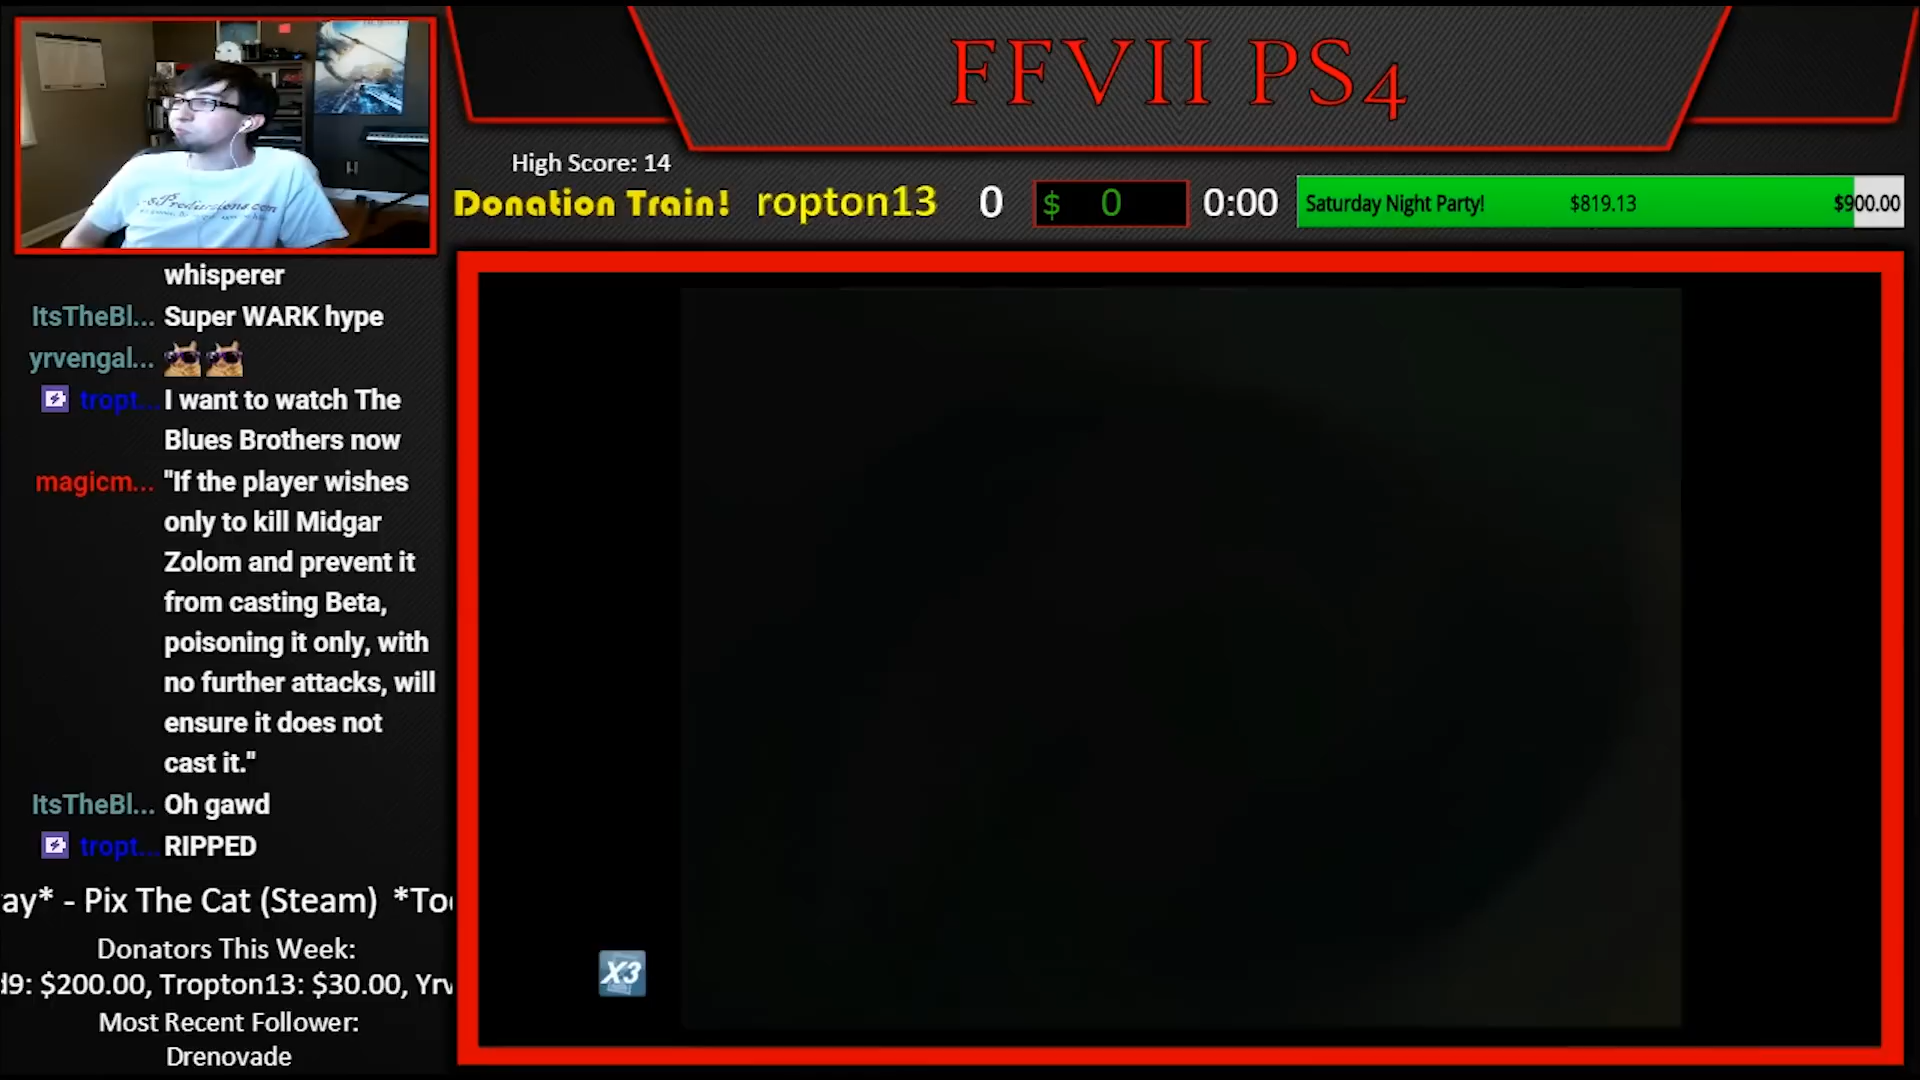 FFVII PS4
High Score: 14
Donation Train! ropton13 0 $ 0 0:00 Saturday Night Party! $819.13 $900.00
whisperer
ItsTheBl... Super WARK hype
yrvengal...
tropt... I want to watch The
Blues Brothers now
magicm... "If the player wishes
only to kill Midgar
Zolom and prevent it
from casting Beta,
poisoning it only, with
no further attacks, will
ensure it does not
cast it."
ItsTheBl... Oh gawd
tropt... RIPPED
ay* - Pix The Cat (Steam) *Too
Donators This Week:
d9: $200.00, Tropton13: $30.00, Yrv
Most Recent Follower:
Drenovade
X3